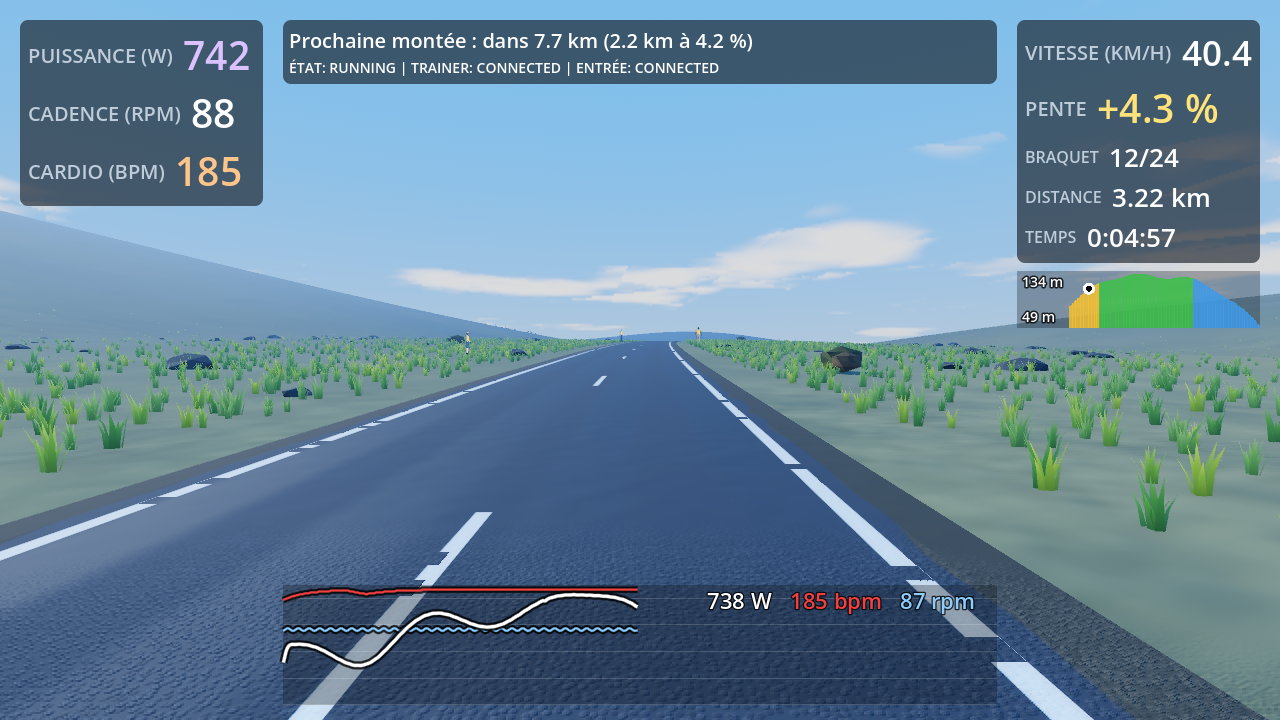 PUISSANCE (W) 742
CADENCE (RPM) 88
CARDIO (BPM) 185
Prochaine montée : dans 7.7 km (2.2 km à 4.2 %)
ÉTAT: RUNNING | TRAINER: CONNECTED | ENTRÉE: CONNECTED
VITESSE (KM/H) 40.4
PENTE +4.3 %
BRAQUET 12/24
DISTANCE 3.22 km
TEMPS 0:04:57
134 m
49 m
738 W 185 bpm 87 rpm